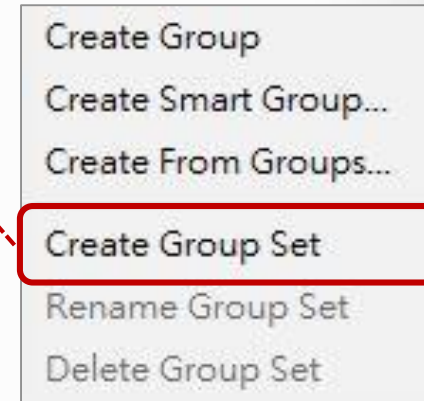 Create Group
Create Smart Group...
Create From Groups...
Create Group Set
Rename Group Set
Delete Group Set